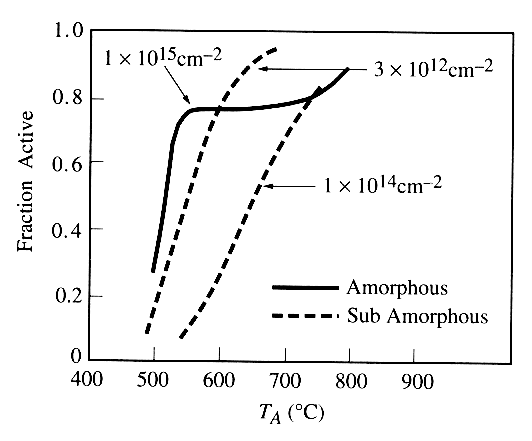 1.0
1 × 10¹⁵cm⁻²
3 × 10¹²cm⁻²
0.8
0.6
1 × 10¹⁴cm⁻²
0.4
Fraction Active
Amorphous
0.2
Sub Amorphous
0
400 500 600 700 800 900
T_A (°C)